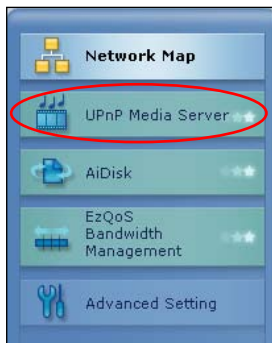 Network Map
UPnP Media Server
AiDisk
EzQoS
Bandwidth
Management
Advanced Setting